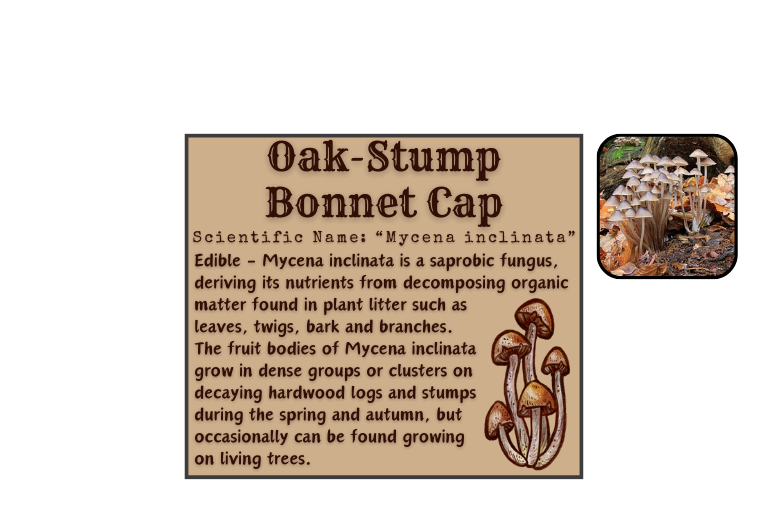 Oak-Stump
Bonnet Cap
Scientific Name: “Mycena inclinata”
Edible - Mycena inclinata is a saprobic fungus,
deriving its nutrients from decomposing organic
matter found in plant litter such as
leaves, twigs, bark and branches.
The fruit bodies of Mycena inclinata
grow in dense groups or clusters on
decaying hardwood logs and stumps
during the spring and autumn, but
occasionally can be found growing
on living trees.